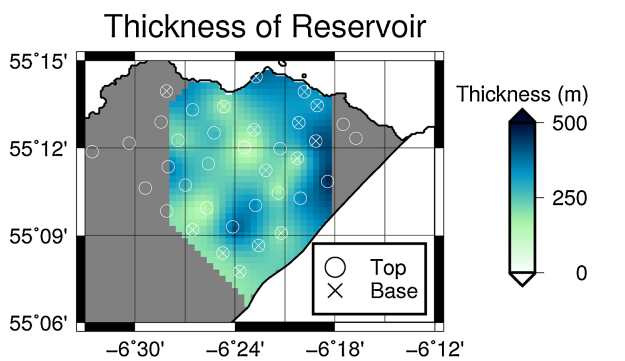 Thickness of Reservoir
55°15'
55°12'
55°09'
55°06'
−6°30' −6°24' −6°18' −6°12'
Top
Base
Thickness (m)
500
250
0